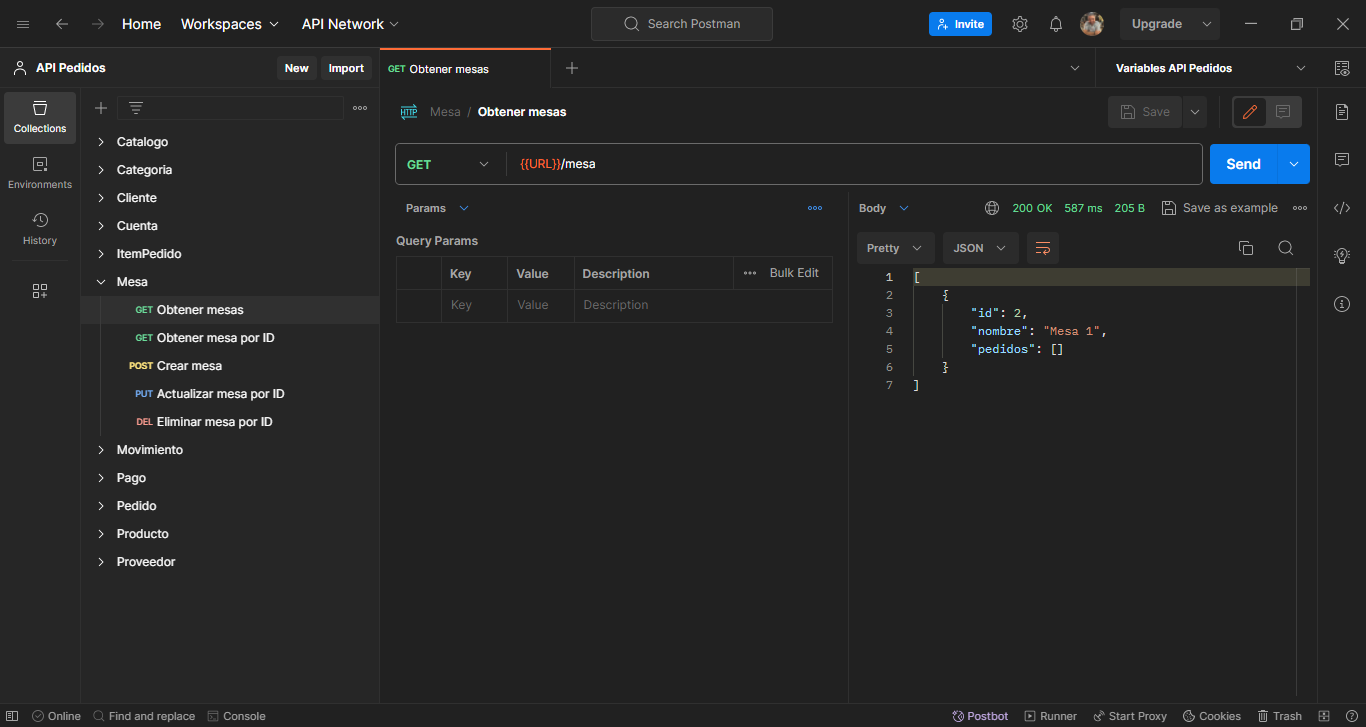 Home Workspaces API Network Search Postman Invite Upgrade
API Pedidos New Import GET Obtener mesas Variables API Pedidos
Collections
Environments
History
Catalogo
Categoria
Cliente
Cuenta
ItemPedido
Mesa
GET Obtener mesas
GET Obtener mesa por ID
POST Crear mesa
PUT Actualizar mesa por ID
DEL Eliminar mesa por ID
Movimiento
Pago
Pedido
Producto
Proveedor
HTTP Mesa / Obtener mesas Save
GET {{URL}}/mesa Send
Params
Query Params
Key Value Description Bulk Edit
Key Value Description
Body 200 OK 587 ms 205 B Save as example
Pretty JSON
1 [
2 {
3 "id": 2,
4 "nombre": "Mesa 1",
5 "pedidos": []
6 }
7 ]
Online Find and replace Console Postbot Runner Start Proxy Cookies Trash